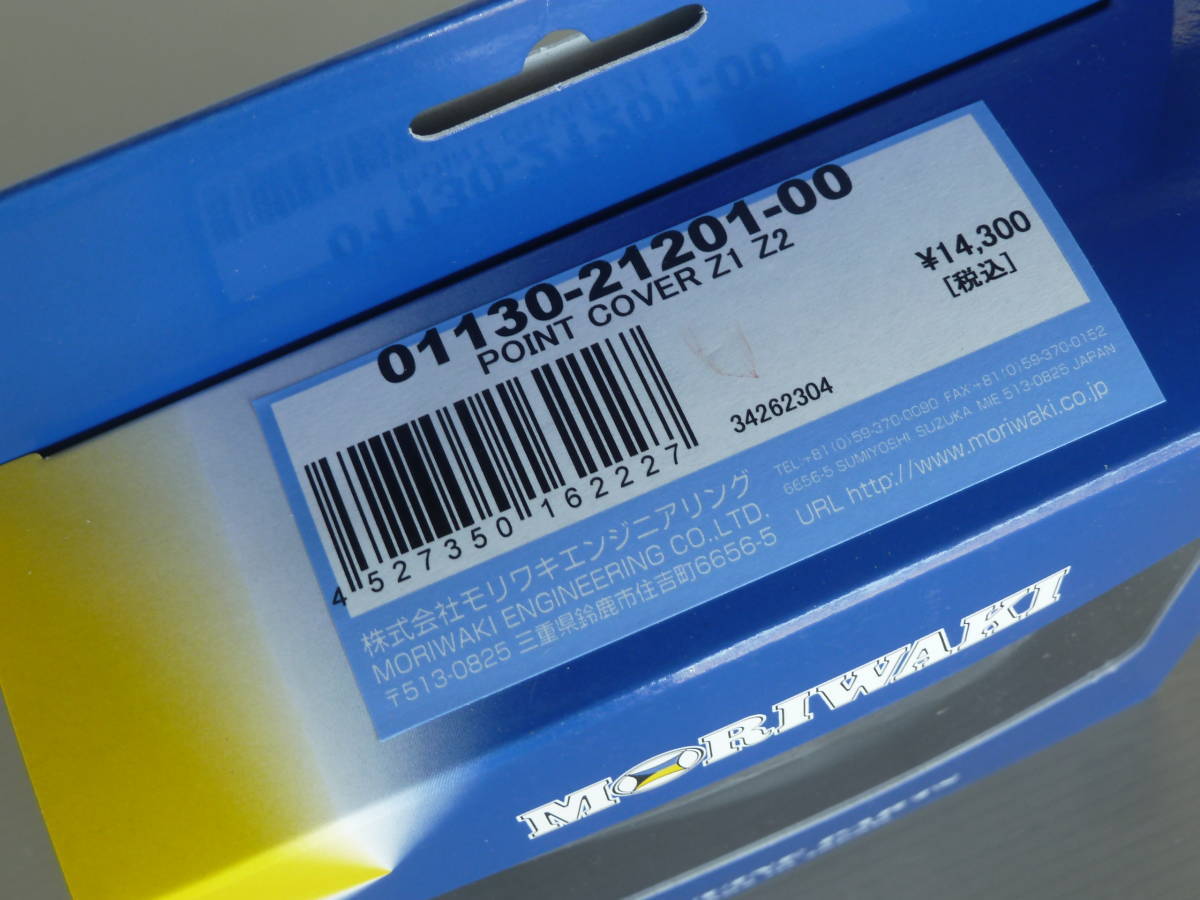 01130-21201-00
POINT COVER Z1 Z2
¥14,300
[税込]
4 527350 162227
34262304
株式会社モリワキエンジニアリング
MORIWAKI ENGINEERING CO.,LTD.
〒513-0825 三重県鈴鹿市住吉町6656-5
TEL:+81(0)59-370-0090 FAX:+81(0)59-370-0152
6656-5 SUMIYOSHI SUZUKA MIE 513-0825 JAPAN
URL http://www.moriwaki.co.jp
MORIWAKI